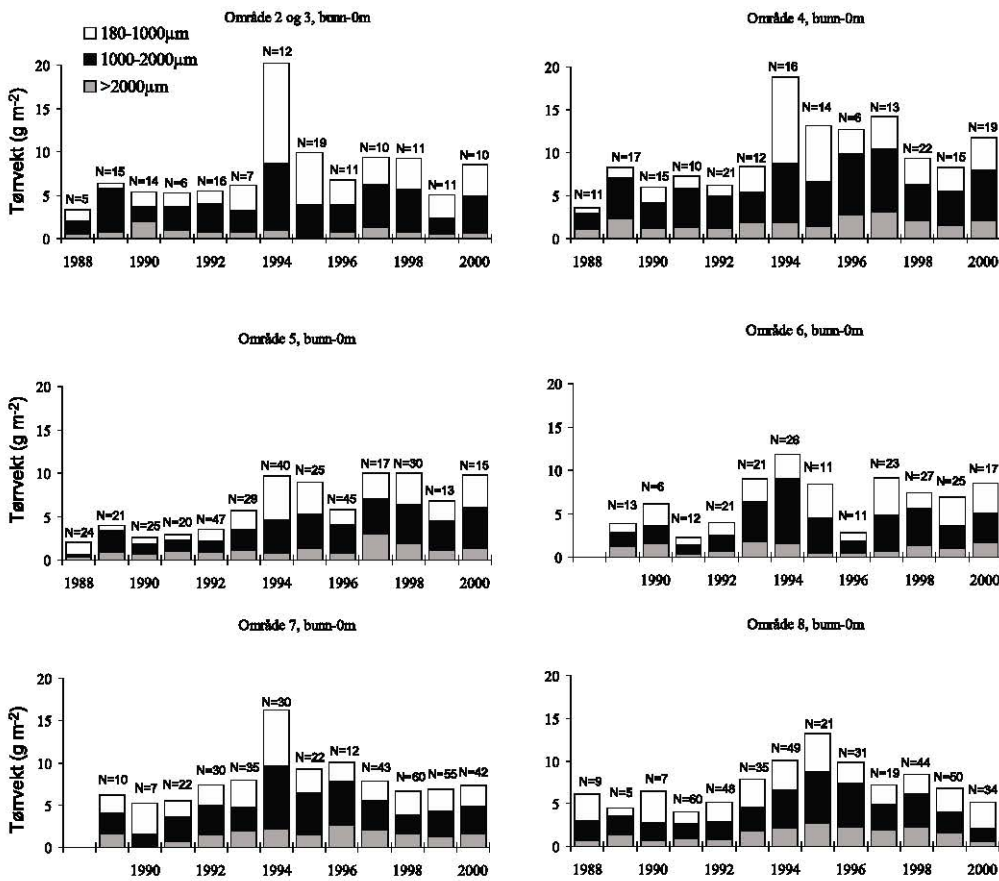 Område 2 og 3, bunn-0m
180-1000µm
1000-2000µm
>2000µm
Tørrvekt (g m-2)
20
15
10
5
0
N=5
N=15
N=14
N=6
N=16
N=7
N=12
N=19
N=11
N=10
N=11
N=11
N=10
1988
1990
1992
1994
1996
1998
2000
Område 4, bunn-0m
20
15
10
5
0
N=11
N=17
N=15
N=10
N=21
N=12
N=16
N=14
N=6
N=13
N=22
N=15
N=19
1988
1990
1992
1994
1996
1998
2000
Område 5, bunn-0m
Tørrvekt (g m-2)
20
15
10
5
0
N=24
N=21
N=25
N=20
N=47
N=29
N=40
N=25
N=45
N=17
N=30
N=13
N=15
1988
1990
1992
1994
1996
1998
2000
Område 6, bunn-0m
20
15
10
5
0
N=13
N=6
N=12
N=21
N=21
N=26
N=11
N=11
N=23
N=27
N=25
N=17
1990
1992
1994
1996
1998
2000
Område 7, bunn-0m
Tørrvekt (g m-2)
20
15
10
5
0
N=10
N=7
N=22
N=30
N=35
N=30
N=22
N=12
N=43
N=60
N=55
N=42
1990
1992
1994
1996
1998
2000
Område 8, bunn-0m
20
15
10
5
0
N=9
N=5
N=7
N=60
N=48
N=35
N=49
N=21
N=31
N=19
N=44
N=50
N=34
1988
1990
1992
1994
1996
1998
2000